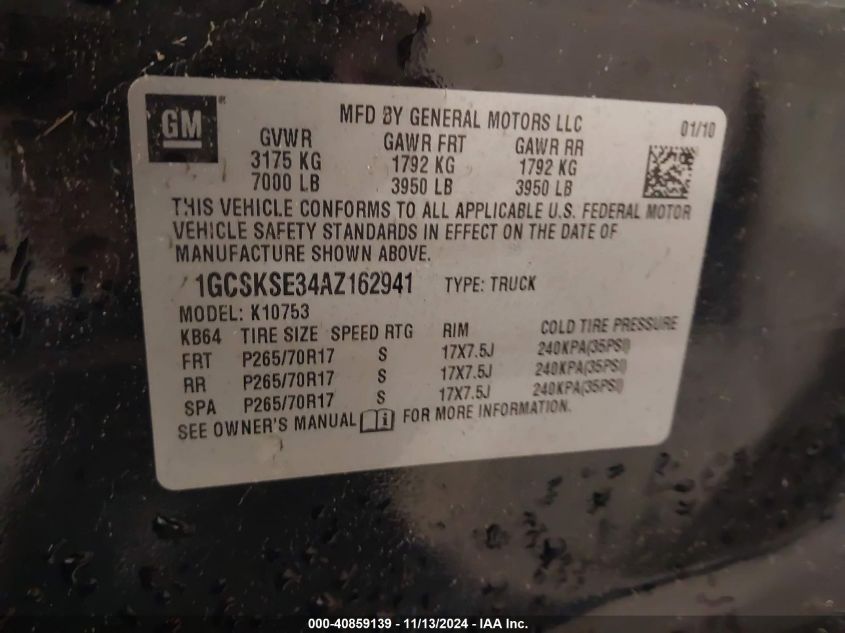 GM
MFD BY GENERAL MOTORS LLC
01/10
GVWR GAWR FRT GAWR RR
3175 KG 1792 KG 1792 KG
7000 LB 3950 LB 3950 LB
THIS VEHICLE CONFORMS TO ALL APPLICABLE U.S. FEDERAL MOTOR
VEHICLE SAFETY STANDARDS IN EFFECT ON THE DATE OF
MANUFACTURE SHOWN ABOVE.
1GCSKSE34AZ162941 TYPE: TRUCK
MODEL: K10753
KB64 TIRE SIZE SPEED RTG RIM COLD TIRE PRESSURE
FRT P265/70R17 S 17X7.5J 240KPA(35PSI)
RR P265/70R17 S 17X7.5J 240KPA(35PSI)
SPA P265/70R17 S 17X7.5J 240KPA(35PSI)
SEE OWNER'S MANUAL i FOR MORE INFORMATION.
000-40859139 - 11/13/2024 - IAA Inc.